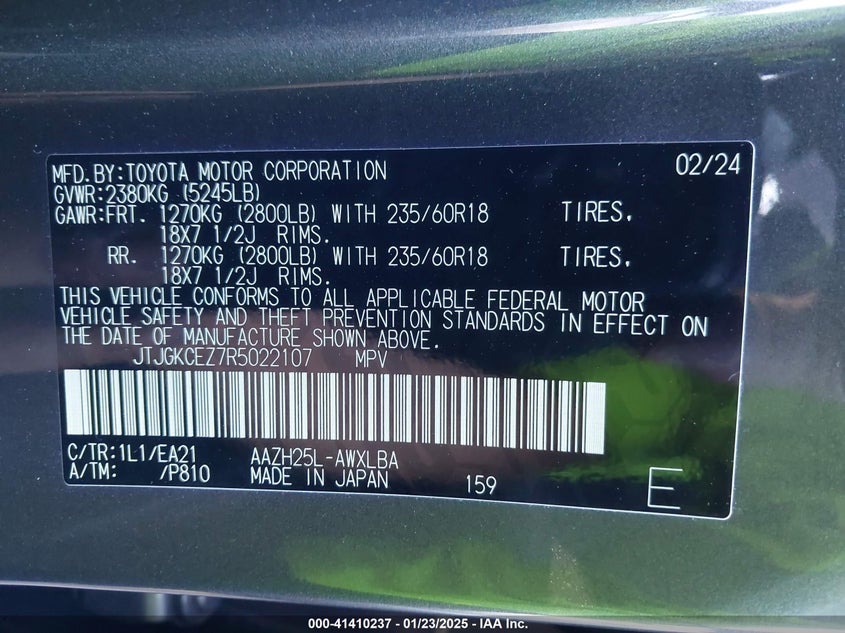 MFD.BY:TOYOTA MOTOR CORPORATION 02/24
GVWR:2380KG (5245LB)
GAWR:FRT. 1270KG (2800LB) WITH 235/60R18 TIRES.
18X7 1/2J RIMS.
RR. 1270KG (2800LB) WITH 235/60R18 TIRES.
18X7 1/2J RIMS.
THIS VEHICLE CONFORMS TO ALL APPLICABLE FEDERAL MOTOR
VEHICLE SAFETY AND THEFT PREVENTION STANDARDS IN EFFECT ON
THE DATE OF MANUFACTURE SHOWN ABOVE.
JTJGKCEZ7R5022107 MPV
C/TR:1L1/EA21 AAZH25L-AWXLBA
A/TM: /P810 MADE IN JAPAN 159 E
000-41410237 - 01/23/2025 - IAA Inc.